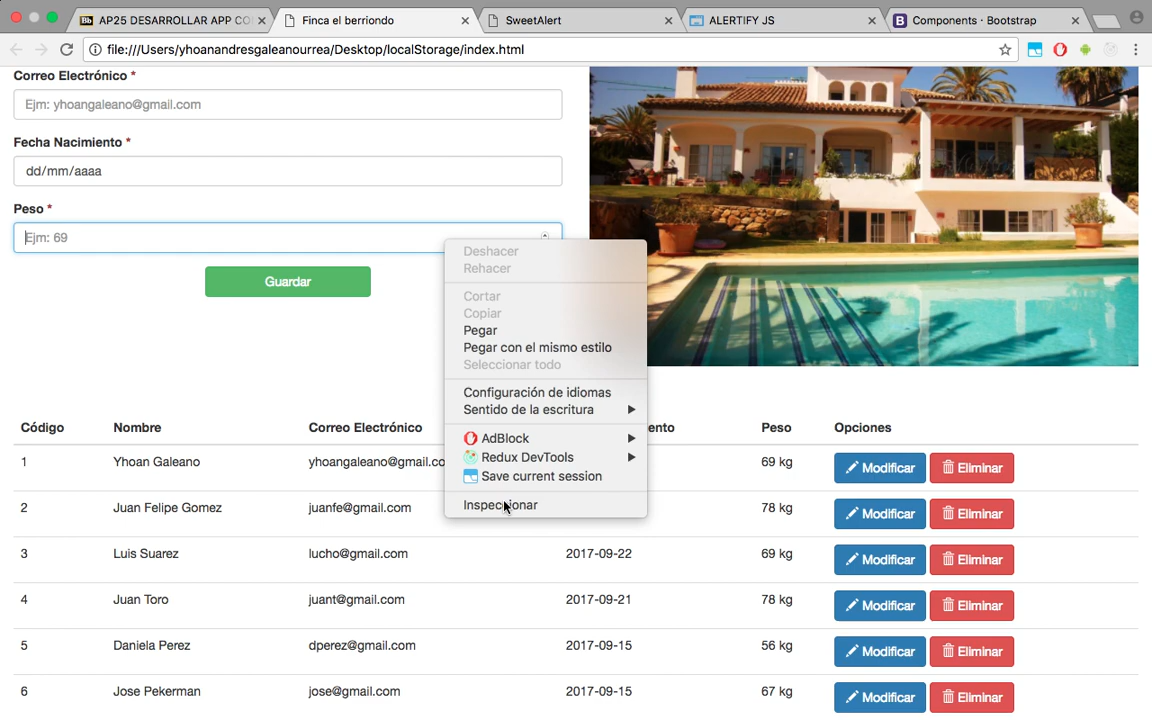 AP25 DESARROLLAR APP CO
Finca el berriondo
SweetAlert
ALERTIFY JS
Components · Bootstrap
file:///Users/yhoanandresgaleanourrea/Desktop/localStorage/index.html
Correo Electrónico *
Ejm: yhoangaleano@gmail.com
Fecha Nacimiento *
dd/mm/aaaa
Peso *
Ejm: 69
Guardar
Deshacer
Rehacer
Cortar
Copiar
Pegar
Pegar con el mismo estilo
Seleccionar todo
Configuración de idiomas
Sentido de la escritura
AdBlock
Redux DevTools
Save current session
Inspeccionar
Código Nombre Correo Electrónico ento Peso Opciones
1 Yhoan Galeano yhoangaleano@gmail.co 69 kg Modificar Eliminar
2 Juan Felipe Gomez juanfe@gmail.com 78 kg Modificar Eliminar
3 Luis Suarez lucho@gmail.com 2017-09-22 69 kg Modificar Eliminar
4 Juan Toro juant@gmail.com 2017-09-21 78 kg Modificar Eliminar
5 Daniela Perez dperez@gmail.com 2017-09-15 56 kg Modificar Eliminar
6 Jose Pekerman jose@gmail.com 2017-09-15 67 kg Modificar Eliminar